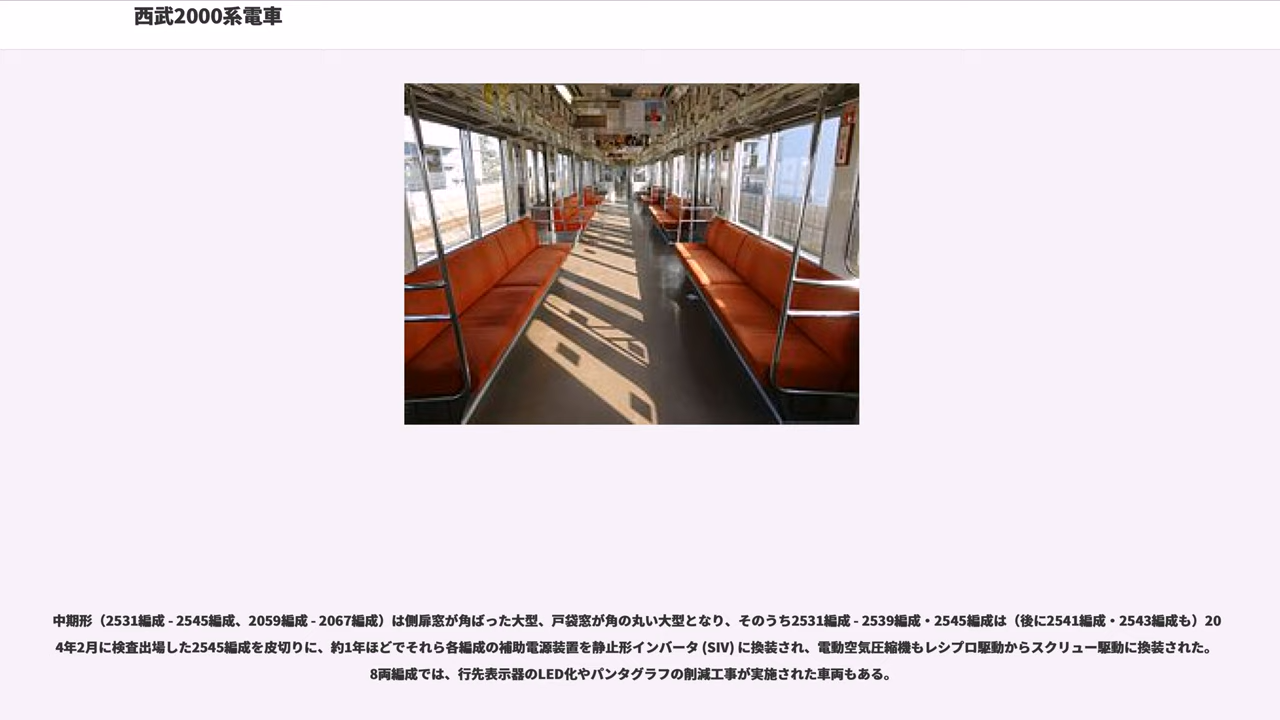 西武2000系電車
中期形（2531編成 - 2545編成、2059編成 - 2067編成）は側扉窓が角ばった大型、戸袋窓が角の丸い大型となり、そのうち2531編成 - 2539編成・2545編成は（後に2541編成・2543編成も）20
4年2月に検査出場した2545編成を皮切りに、約1年ほどでそれら各編成の補助電源装置を静止形インバータ (SIV) に換装され、電動空気圧縮機もレシプロ駆動からスクリュー駆動に換装された。
8両編成では、行先表示器のLED化やパンタグラフの削減工事が実施された車両もある。